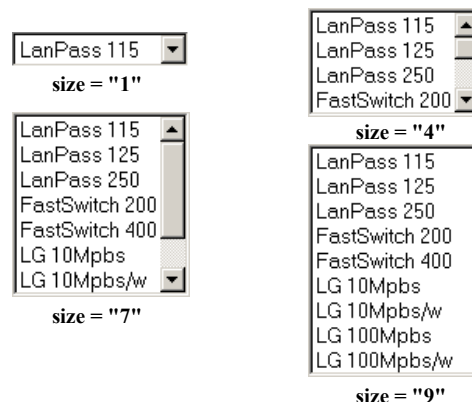 LanPass 115
size = "1"
LanPass 115
LanPass 125
LanPass 250
FastSwitch 200
size = "4"
LanPass 115
LanPass 125
LanPass 250
FastSwitch 200
FastSwitch 400
LG 10Mpbs
LG 10Mpbs/w
size = "7"
LanPass 115
LanPass 125
LanPass 250
FastSwitch 200
FastSwitch 400
LG 10Mpbs
LG 10Mpbs/w
LG 100Mpbs
LG 100Mpbs/w
size = "9"